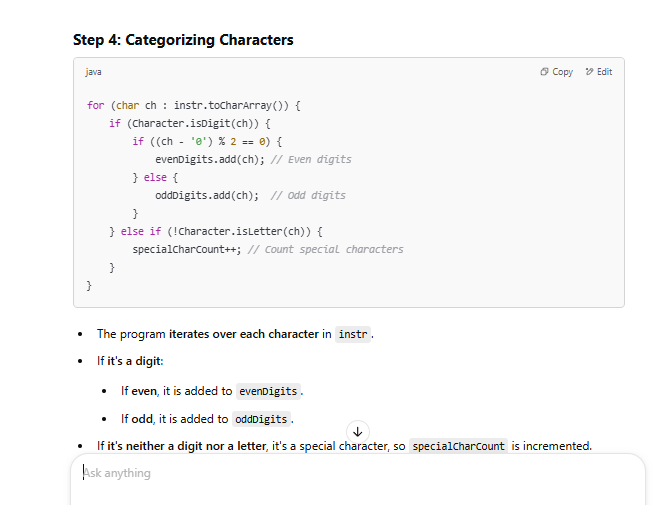 Step 4: Categorizing Characters
java
Copy
Edit
for (char ch : instr.toCharArray()) {
    if (Character.isDigit(ch)) {
        if ((ch - '0') % 2 == 0) {
            evenDigits.add(ch); // Even digits
        } else {
            oddDigits.add(ch);  // Odd digits
        }
    } else if (!Character.isLetter(ch)) {
        specialCharCount++; // Count special characters
    }
}
• The program iterates over each character in instr.
• If it's a digit:
• If even, it is added to evenDigits.
• If odd, it is added to oddDigits.
• If it's neither a digit nor a letter, it's a special character, so specialCharCount is incremented.
Ask anything